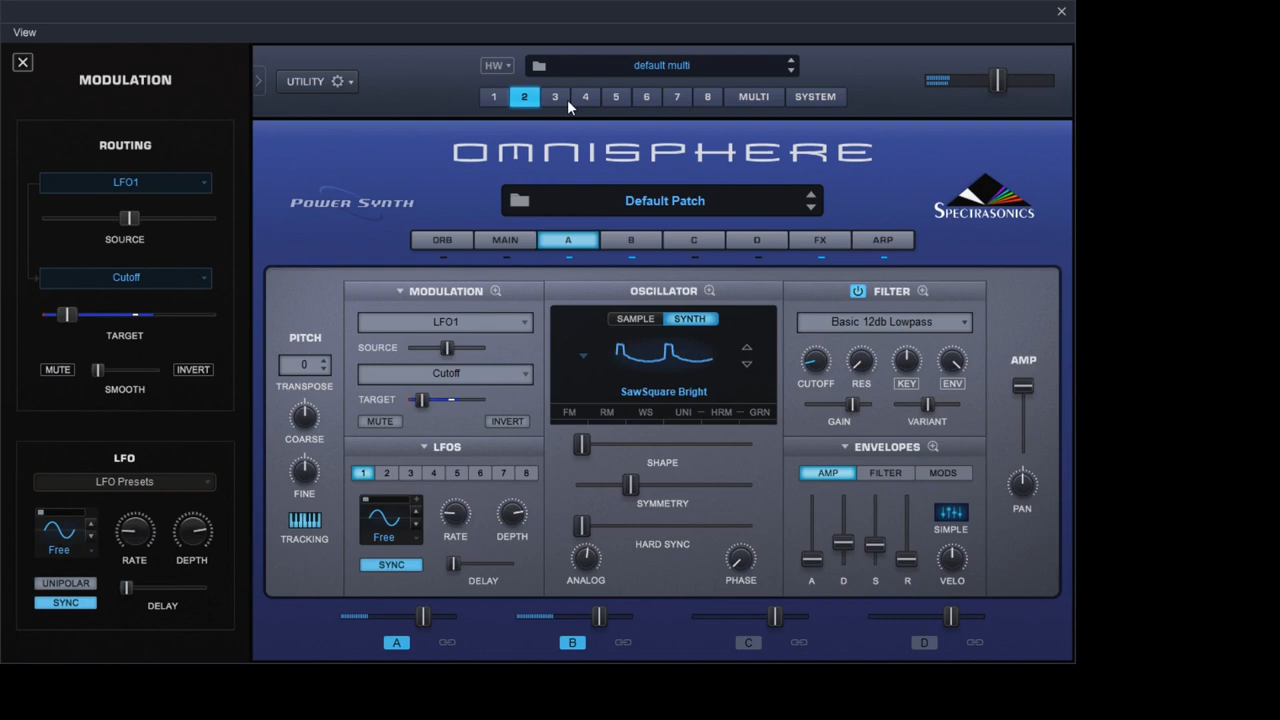 View
MODULATION
ROUTING
LFO1
SOURCE
Cutoff
TARGET
MUTE INVERT
SMOOTH
LFO
LFO Presets
Free
RATE DEPTH
UNIPOLAR
SYNC
DELAY
UTILITY
HW
default multi
1 2 3 4 5 6 7 8 MULTI SYSTEM
OMNISPHERE
POWER SYNTH
Default Patch
SPECTRASONICS
ORB MAIN A B C D FX ARP
PITCH
0
TRANSPOSE
COARSE
FINE
TRACKING
MODULATION
LFO1
SOURCE
Cutoff
TARGET
MUTE INVERT
LFOS
1 2 3 4 5 6 7 8
Free
RATE DEPTH
SYNC
DELAY
OSCILLATOR
SAMPLE SYNTH
SawSquare Bright
FM RM WS UNI HRM GRN
SHAPE
SYMMETRY
HARD SYNC
ANALOG PHASE
FILTER
Basic 12db Lowpass
CUTOFF RES KEY ENV
GAIN VARIANT
ENVELOPES
AMP FILTER MODS
SIMPLE
A D S R VELO
AMP
PAN
A B C D